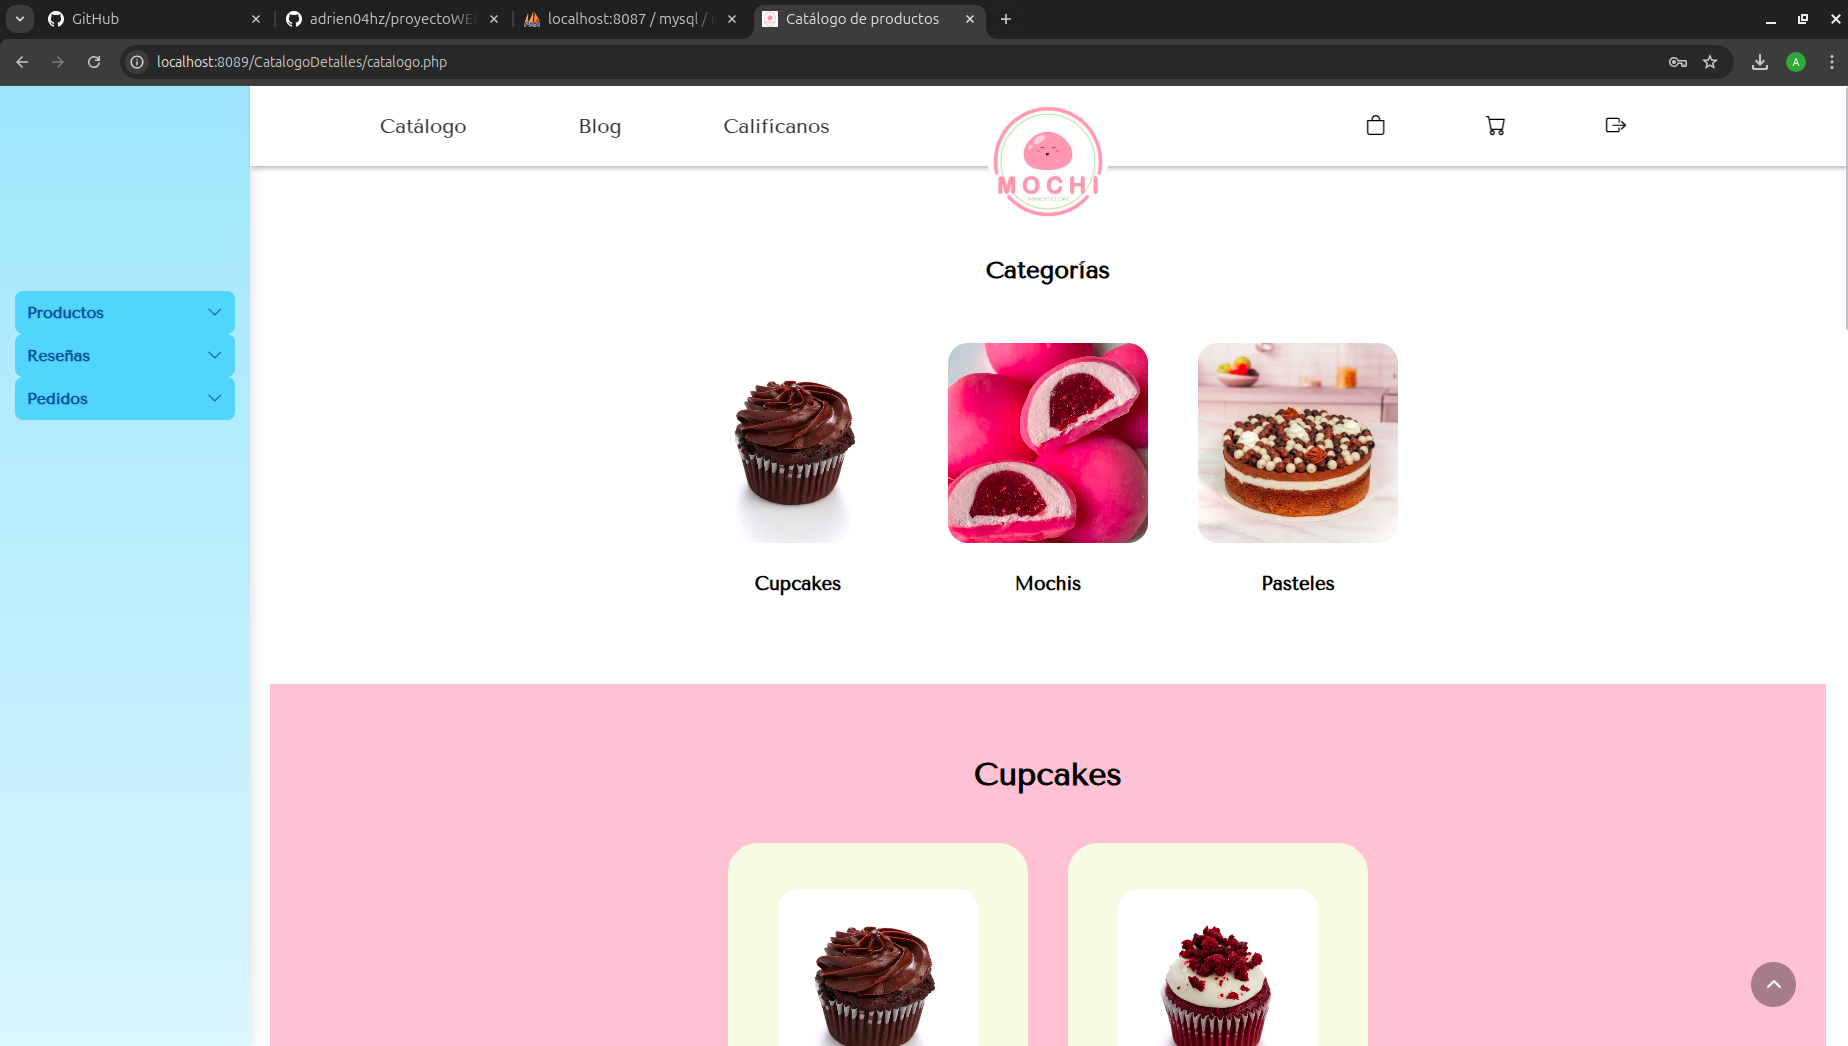 GitHub
adrien04hz/proyectoWE
localhost:8087 / mysql /
Catálogo de productos
localhost:8089/CatalogoDetalles/catalogo.php
A
Catálogo
Blog
Califícanos
MOCHI
Productos
Reseñas
Pedidos
Categorías
Cupcakes
Mochis
Pasteles
Cupcakes